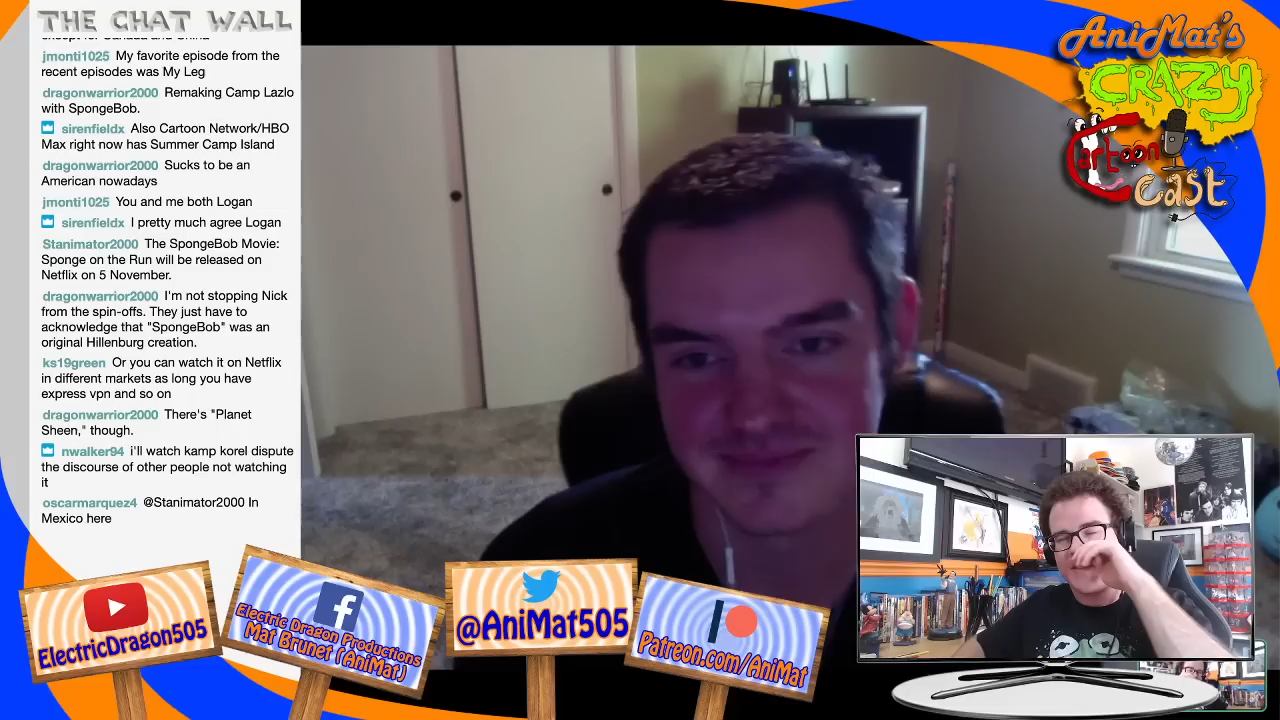 THE CHAT WALL
except for Canada and China
jmonti1025 My favorite episode from the
recent episodes was My Leg
dragonwarrior2000 Remaking Camp Lazlo
with SpongeBob.
sirenfieldx Also Cartoon Network/HBO
Max right now has Summer Camp Island
dragonwarrior2000 Sucks to be an
American nowadays
jmonti1025 You and me both Logan
sirenfieldx I pretty much agree Logan
Stanimator2000 The SpongeBob Movie:
Sponge on the Run will be released on
Netflix on 5 November.
dragonwarrior2000 I'm not stopping Nick
from the spin-offs. They just have to
acknowledge that "SpongeBob" was an
original Hillenburg creation.
ks19green Or you can watch it on Netflix
in different markets as long you have
express vpn and so on
dragonwarrior2000 There's "Planet
Sheen," though.
nwalker94 i'll watch kamp korel dispute
the discourse of other people not watching
it
oscarmarquez4 @Stanimator2000 In
Mexico here
AniMat's
CRAZY
Cartoon
Cast
ElectricDragon505
Electric Dragon Productions
Mat Brunet (AniMat)
@AniMat505
Patreon.com/AniMat